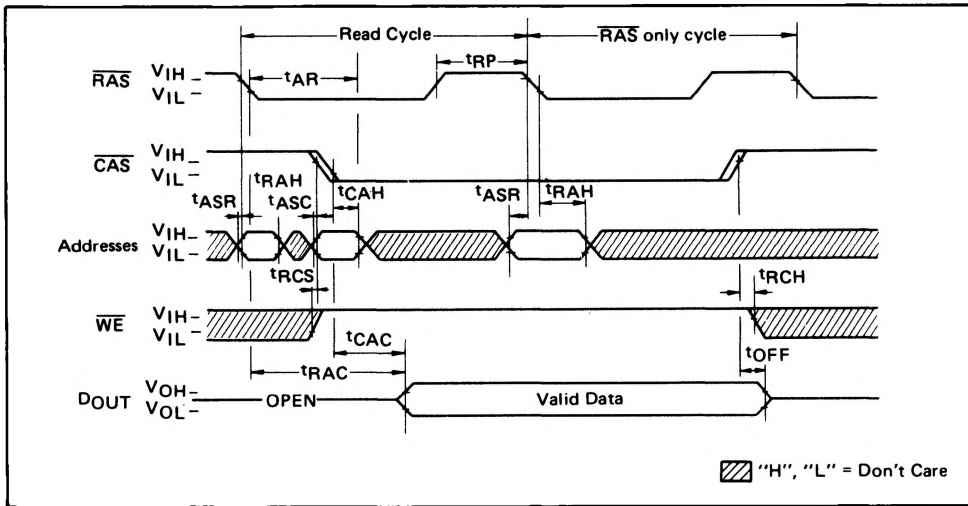 Read Cycle
RAS only cycle
tRP
tAR
RAS VIH
VIL
CAS VIH
VIL
tRAH
tCAH
tASR
tASC
tASR
tRAH
Addresses VIH
VIL
tRCS
tRCH
WE VIH
VIL
tCAC
tOFF
tRAC
DOUT VOH
VOL
OPEN
Valid Data
"H", "L" = Don't Care